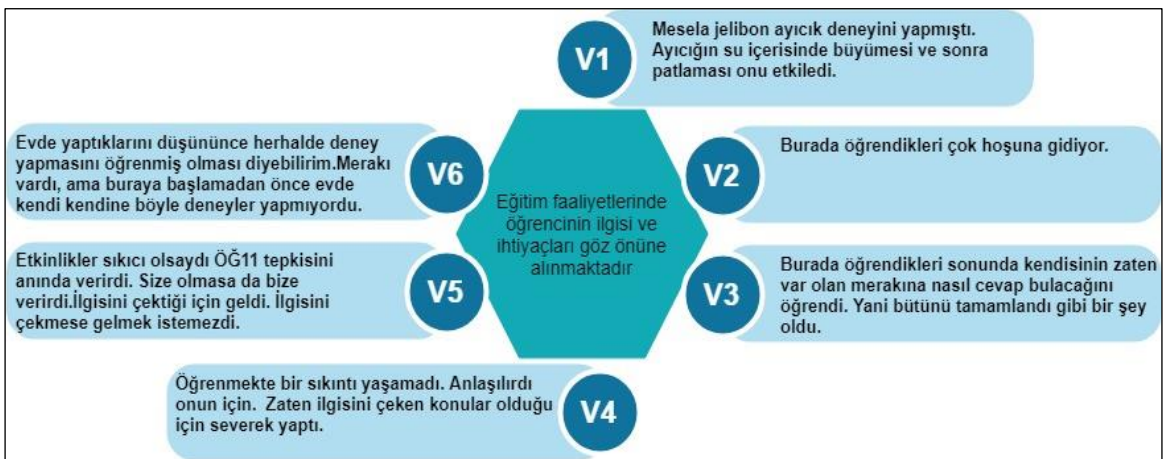 V1
Mesela jelibon ayıcık deneyini yapmıştı.
Ayıcığın su içerisinde büyümesi ve sonra
patlaması onu etkiledi.
V2
Burada öğrendikleri çok hoşuna gidiyor.
V3
Burada öğrendikleri sonunda kendisinin zaten
var olan merakına nasıl cevap bulacağını
öğrendi. Yani bütünü tamamlandı gibi bir şey
oldu.
V4
Öğrenmekte bir sıkıntı yaşamadı. Anlaşılırdı
onun için. Zaten ilgisini çeken konular olduğu
için severek yaptı.
V5
Etkinlikler sıkıcı olsaydı ÖĞ11 tepkisini
anında verirdi. Size olmasa da bize
verirdi.İlgisini çektiği için geldi. İlgisini
çekmese gelmek istemezdi.
V6
Evde yaptıklarını düşününce herhalde deney
yapmasını öğrenmiş olması diyebilirim.Merakı
vardı, ama buraya başlamadan önce evde
kendi kendine böyle deneyler yapmıyordu.
Eğitim faaliyetlerinde
öğrencinin ilgisi ve
ihtiyaçları göz önüne
alınmaktadır